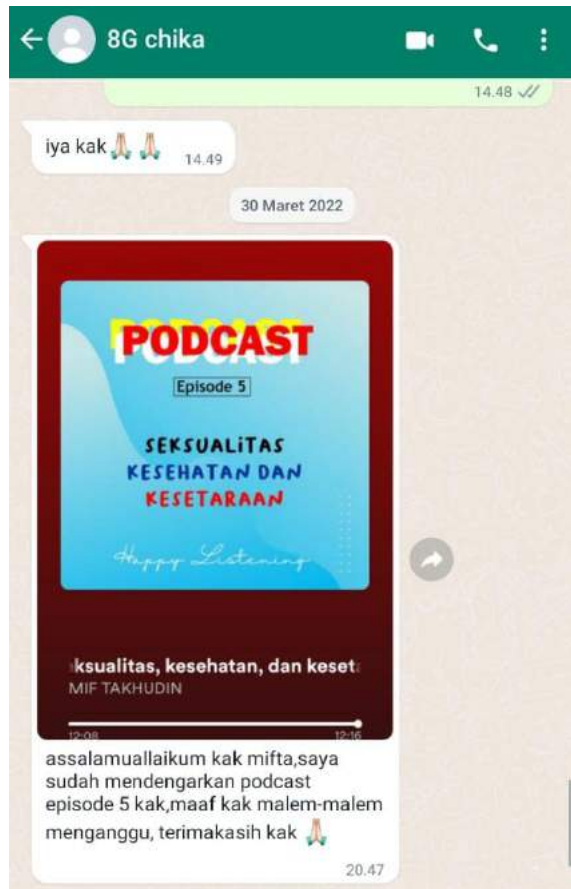 8G chika
14.48
iya kak🙏🏻 🙏🏻
14.49
30 Maret 2022
PODCAST
Episode 5
SEKSUALiTAS
KESEHATAN DAN
KESETARAAN
Happy Listening
ksualitas, kesehatan, dan keset
MIF TAKHUDIN
12:08 12:16
assalamuallaikum kak mifta,saya
sudah mendengarkan podcast
episode 5 kak,maaf kak malem-malem
menganggu, terimakasih kak 🙏🏻
20.47